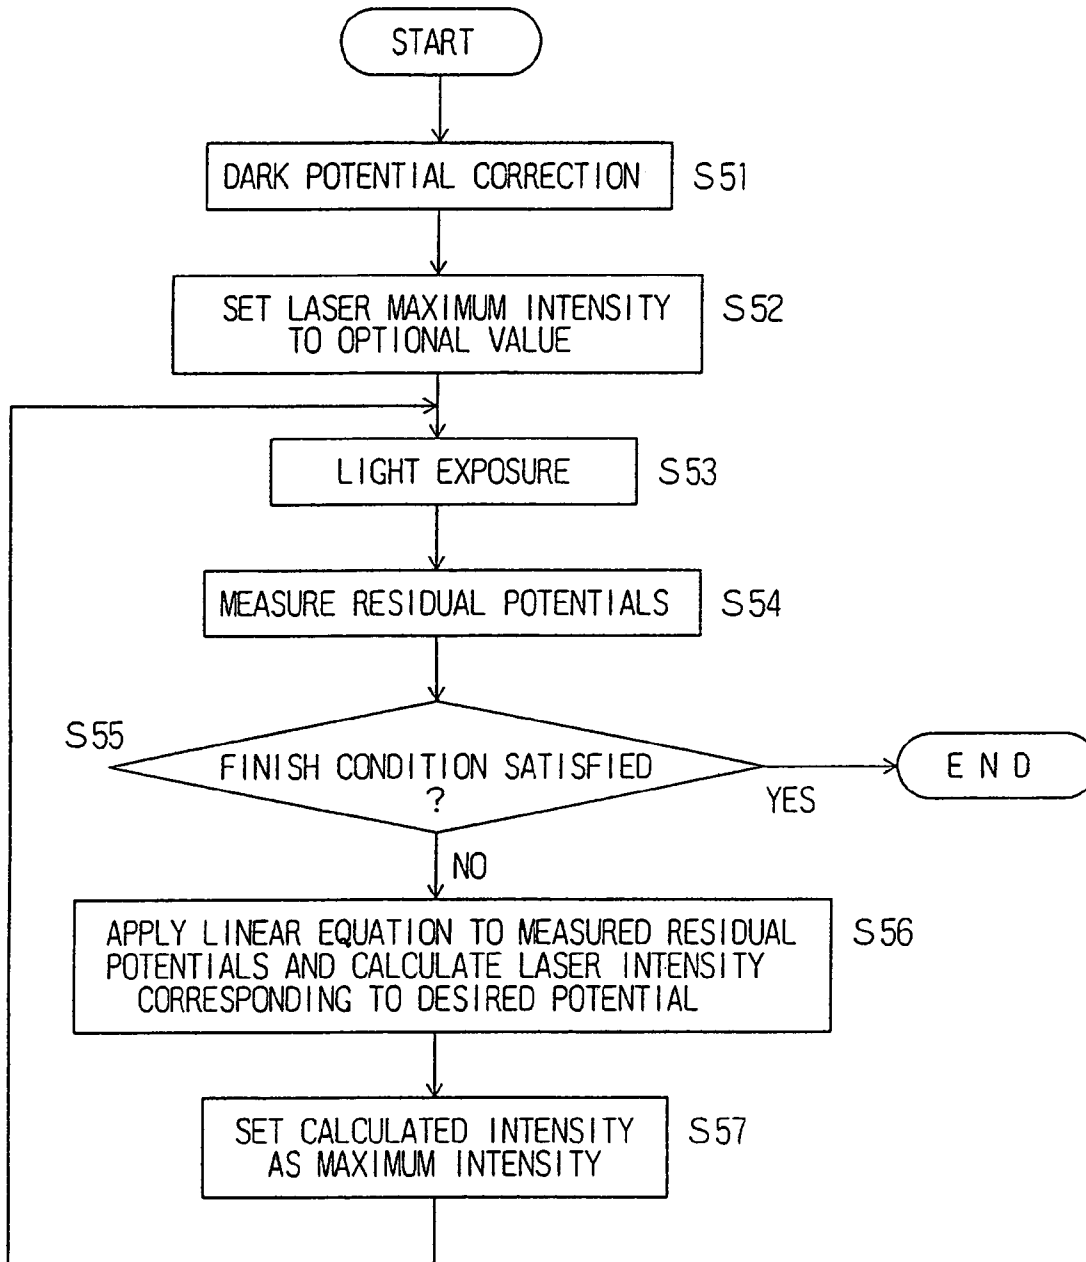 START
DARK POTENTIAL CORRECTION S51
SET LASER MAXIMUM INTENSITY
TO OPTIONAL VALUE
S52
LIGHT EXPOSURE S53
MEASURE RESIDUAL POTENTIALS S54
S55
FINISH CONDITION SATISFIED
?
YES
END
NO
APPLY LINEAR EQUATION TO MEASURED RESIDUAL
POTENTIALS AND CALCULATE LASER INTENSITY
CORRESPONDING TO DESIRED POTENTIAL
S56
SET CALCULATED INTENSITY
AS MAXIMUM INTENSITY
S57